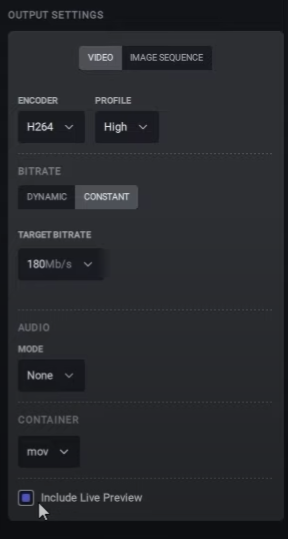 OUTPUT SETTINGS
VIDEO IMAGE SEQUENCE
ENCODER PROFILE
H264 High
BITRATE
DYNAMIC CONSTANT
TARGET BITRATE
180Mb/s
AUDIO
MODE
None
CONTAINER
mov
Include Live Preview